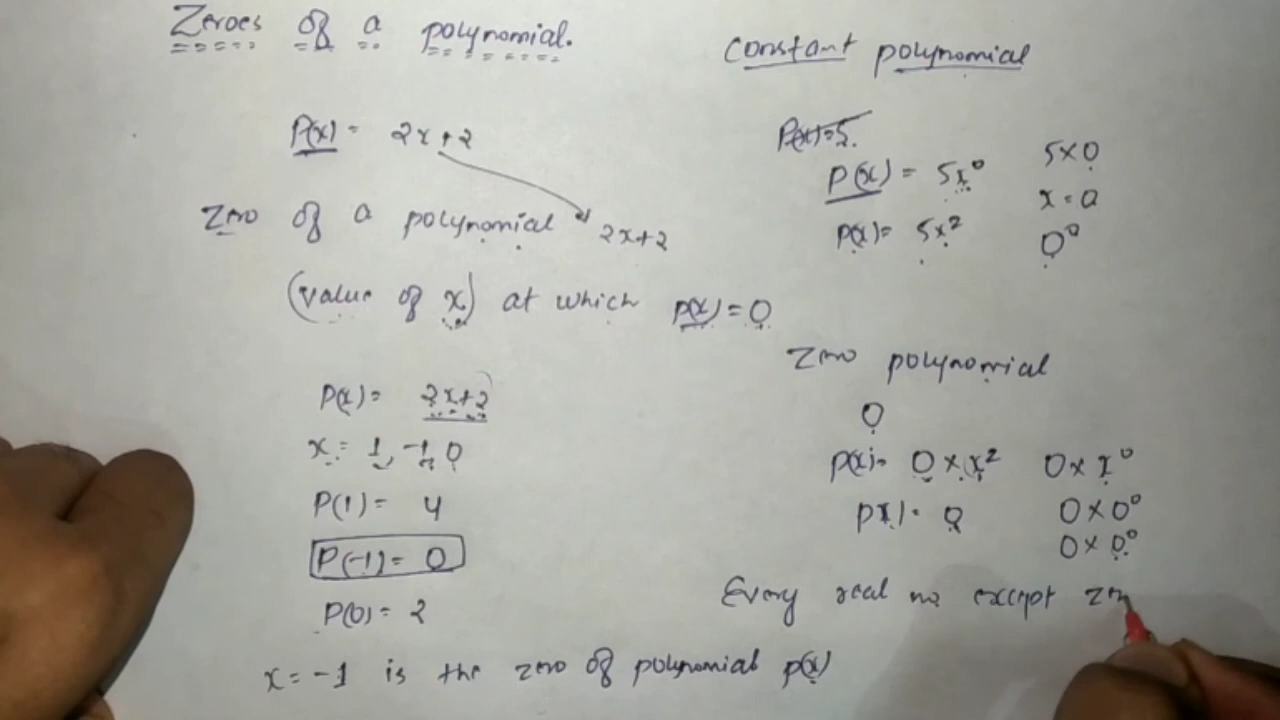 Zeroes of a polynomial.
P(x) = 2x+2
Zero of a polynomial 2x+2
(value of x) at which p(x) = 0
P(x) = 2x+2
x = 1, -1, 0
P(1) = 4
P(-1) = 0
P(0) = 2
x = -1 is the zero of polynomial p(x)
Constant polynomial
P(x)=5.
P(x) = 5x⁰ 5×0
x = 0
P(x) = 5x² 0⁰
Zero polynomial
0
p(x) = 0 × x² 0 × x⁰
p(x) = 0 0 × 0⁰
0 × 0⁰
Every real no except